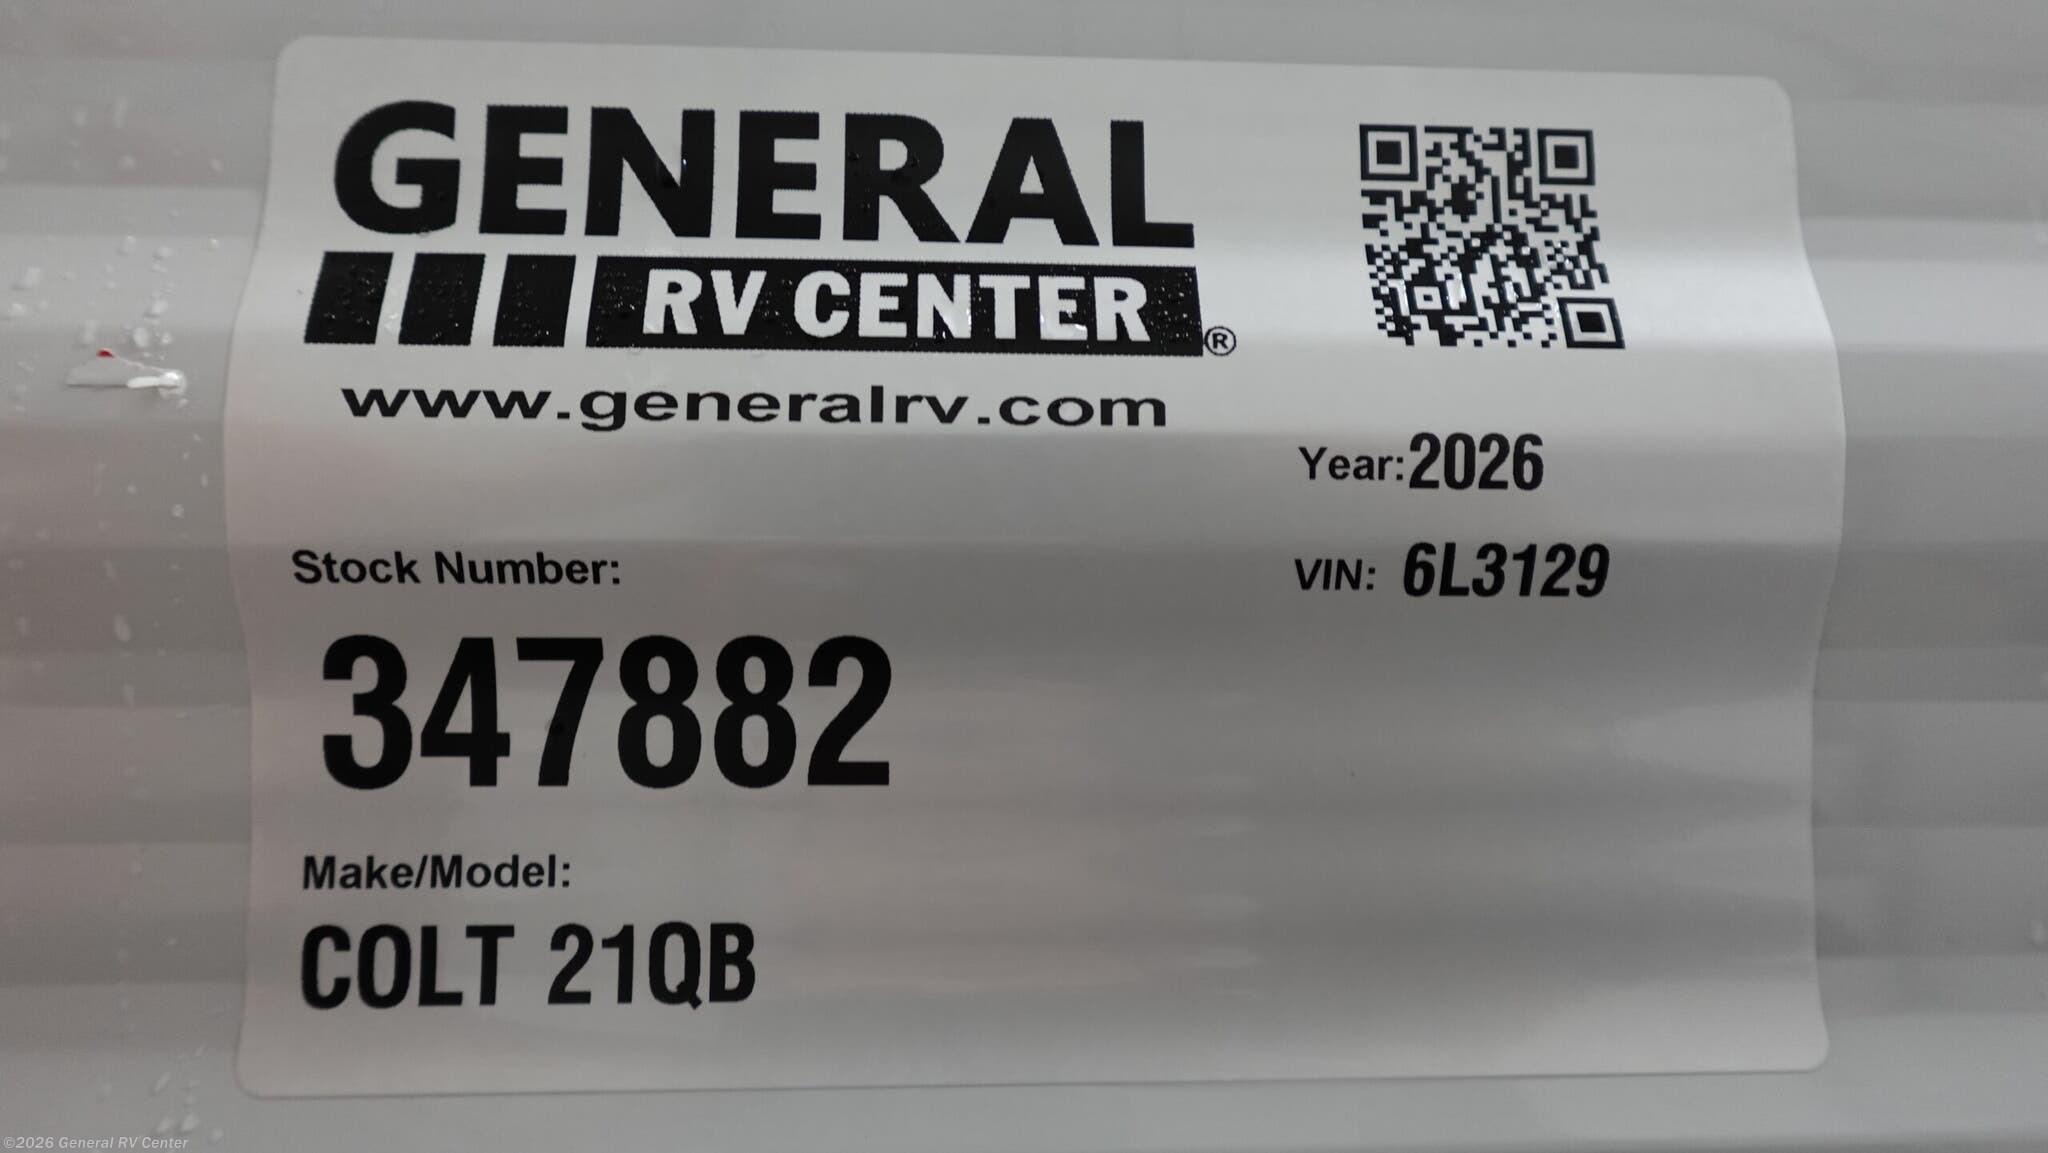 GENERAL
RV CENTER®
www.generalrv.com
Year:2026
VIN: 6L3129
Stock Number:
347882
Make/Model:
COLT 21QB
©2026 General RV Center